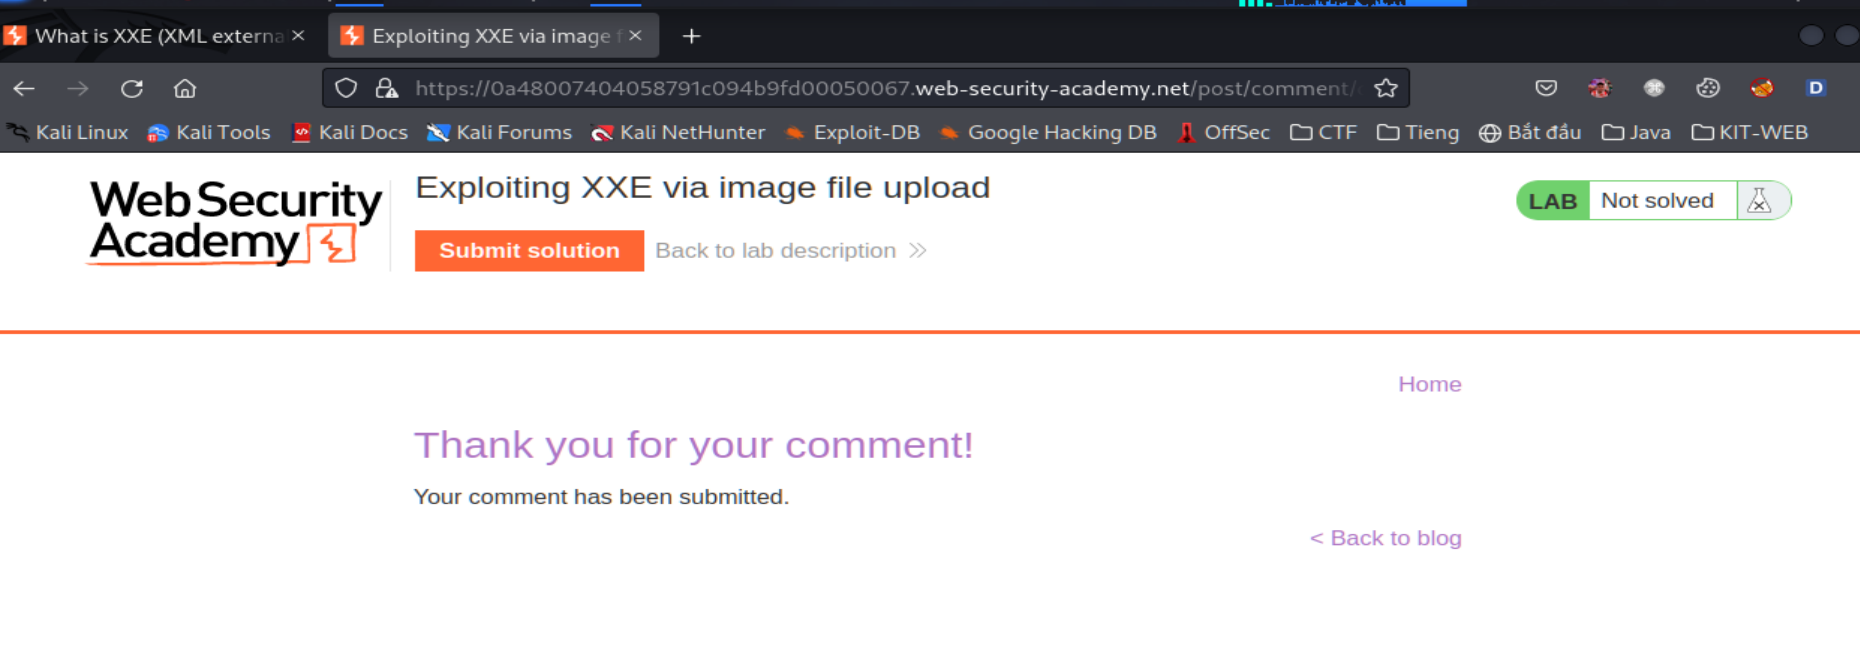 What is XXE (XML externa
Exploiting XXE via image f
https://0a48007404058791c094b9fd00050067.web-security-academy.net/post/comment/
Kali Linux Kali Tools Kali Docs Kali Forums Kali NetHunter Exploit-DB Google Hacking DB OffSec CTF Tieng Bắt đầu Java KIT-WEB
Web Security
Academy
Exploiting XXE via image file upload
LAB Not solved
Submit solution Back to lab description
Home
Thank you for your comment!
Your comment has been submitted.
< Back to blog